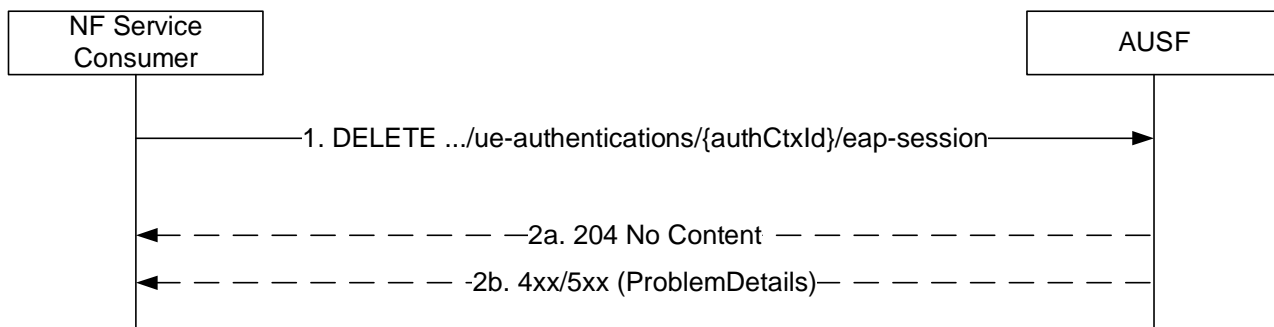 NF Service
Consumer
AUSF
1. DELETE .../ue-authentications/{authCtxId}/eap-session
2a. 204 No Content
2b. 4xx/5xx (ProblemDetails)